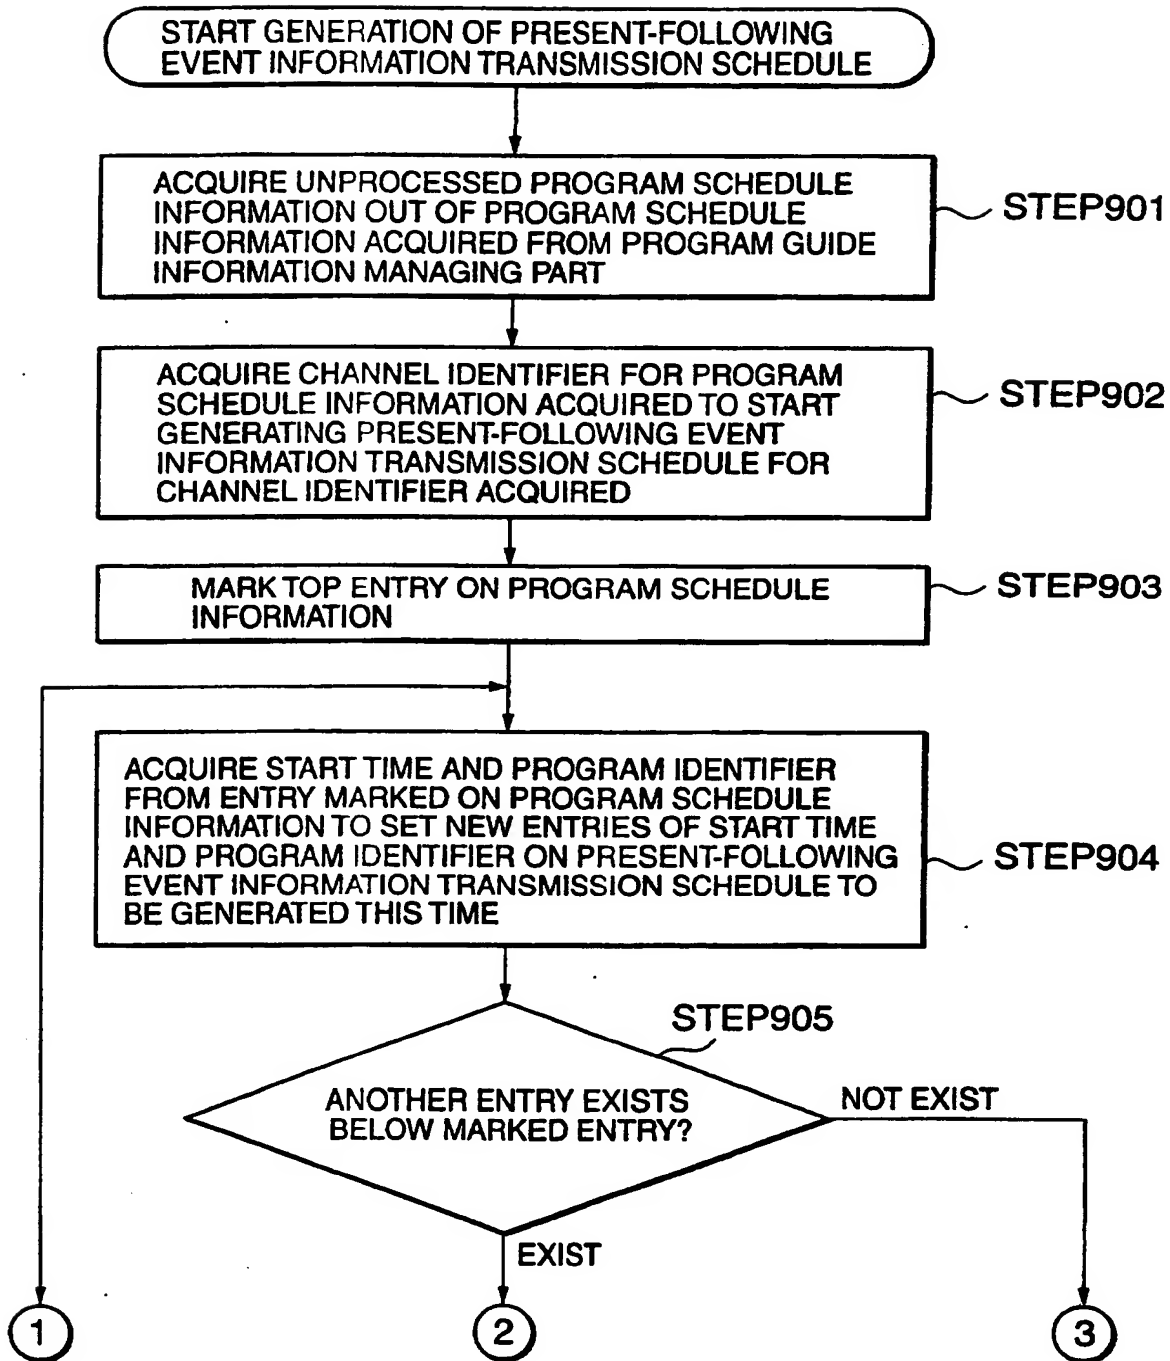 START GENERATION OF PRESENT-FOLLOWING
EVENT INFORMATION TRANSMISSION SCHEDULE
ACQUIRE UNPROCESSED PROGRAM SCHEDULE
INFORMATION OUT OF PROGRAM SCHEDULE
INFORMATION ACQUIRED FROM PROGRAM GUIDE
INFORMATION MANAGING PART
STEP901
ACQUIRE CHANNEL IDENTIFIER FOR PROGRAM
SCHEDULE INFORMATION ACQUIRED TO START
GENERATING PRESENT-FOLLOWING EVENT
INFORMATION TRANSMISSION SCHEDULE FOR
CHANNEL IDENTIFIER ACQUIRED
STEP902
MARK TOP ENTRY ON PROGRAM SCHEDULE
INFORMATION
STEP903
ACQUIRE START TIME AND PROGRAM IDENTIFIER
FROM ENTRY MARKED ON PROGRAM SCHEDULE
INFORMATION TO SET NEW ENTRIES OF START TIME
AND PROGRAM IDENTIFIER ON PRESENT-FOLLOWING
EVENT INFORMATION TRANSMISSION SCHEDULE TO
BE GENERATED THIS TIME
STEP904
STEP905
ANOTHER ENTRY EXISTS
BELOW MARKED ENTRY?
NOT EXIST
EXIST
1
2
3